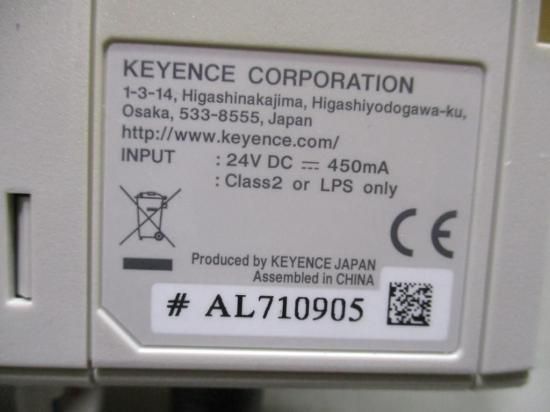 KEYENCE CORPORATION
1-3-14, Higashinakajima, Higashiyodogawa-ku,
Osaka, 533-8555, Japan
http://www.keyence.com/
INPUT : 24V DC ⎓ 450mA
: Class2 or LPS only
CE
Produced by KEYENCE JAPAN
Assembled in CHINA
# AL710905